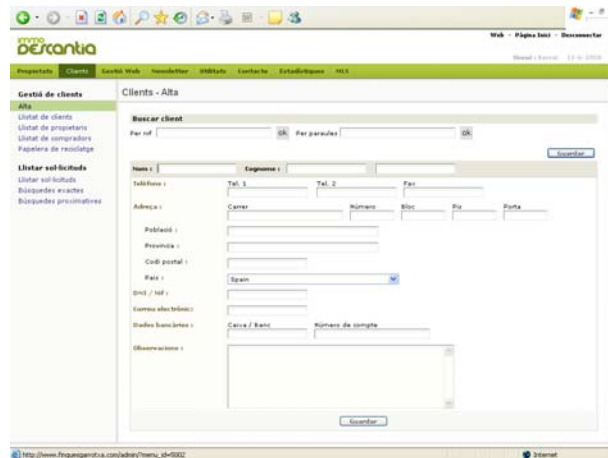 immo
DEScantia
Web - Pàgina Inici - Desconnectar
Propietats Clients Gestió Web Newsletter Utilitats Contacte Estadístiques MLS
Gestió de clients
Alta
Llistat de clients
Llistat de propietaris
Llistat de compradors
Papelera de reciclatge
Llistar sol·licituds
Llistar sol·licituds
Búsquedes exactes
Búsquedes proximatives
Clients - Alta
Buscar client
Per nif ok Per paraules ok
Guardar
Nom : Cognoms :
Telèfons : Tel. 1 Tel. 2 Fax
Adreça : Carrer Número Bloc Pis Porta
Població :
Provincia :
Codi postal :
País : Spain
DNI / NIF :
Correu electrònic:
Dades bancàries : Caixa / Banc Número de compte
Observacions :
Guardar
Internet